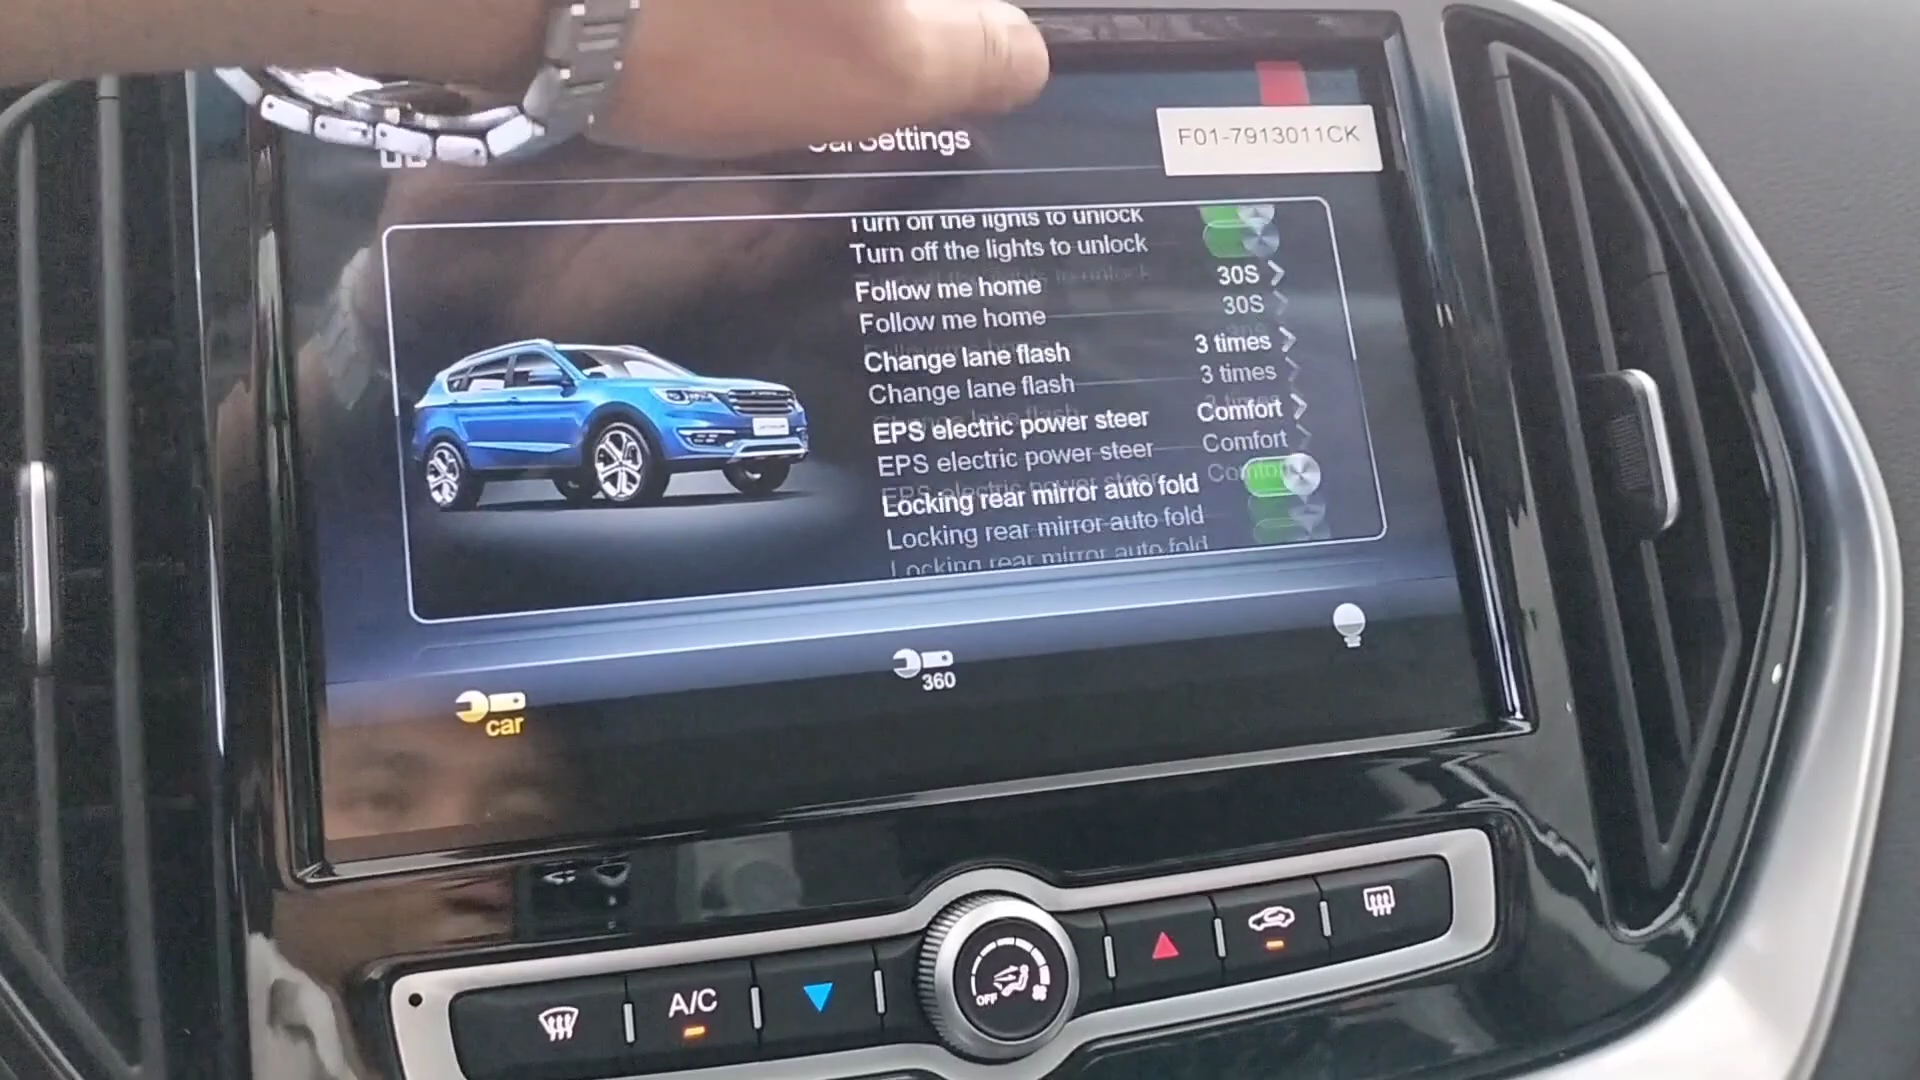 Car Settings
F01-7913011CK
Turn off the lights to unlock
Turn off the lights to unlock
Follow me home 30S
Follow me home 30S
Change lane flash 3 times
Change lane flash 3 times
EPS electric power steer Comfort
EPS electric power steer Comfort
Locking rear mirror auto fold
Locking rear mirror auto fold
Locking rear mirror auto fold
360
car
A/C
OFF